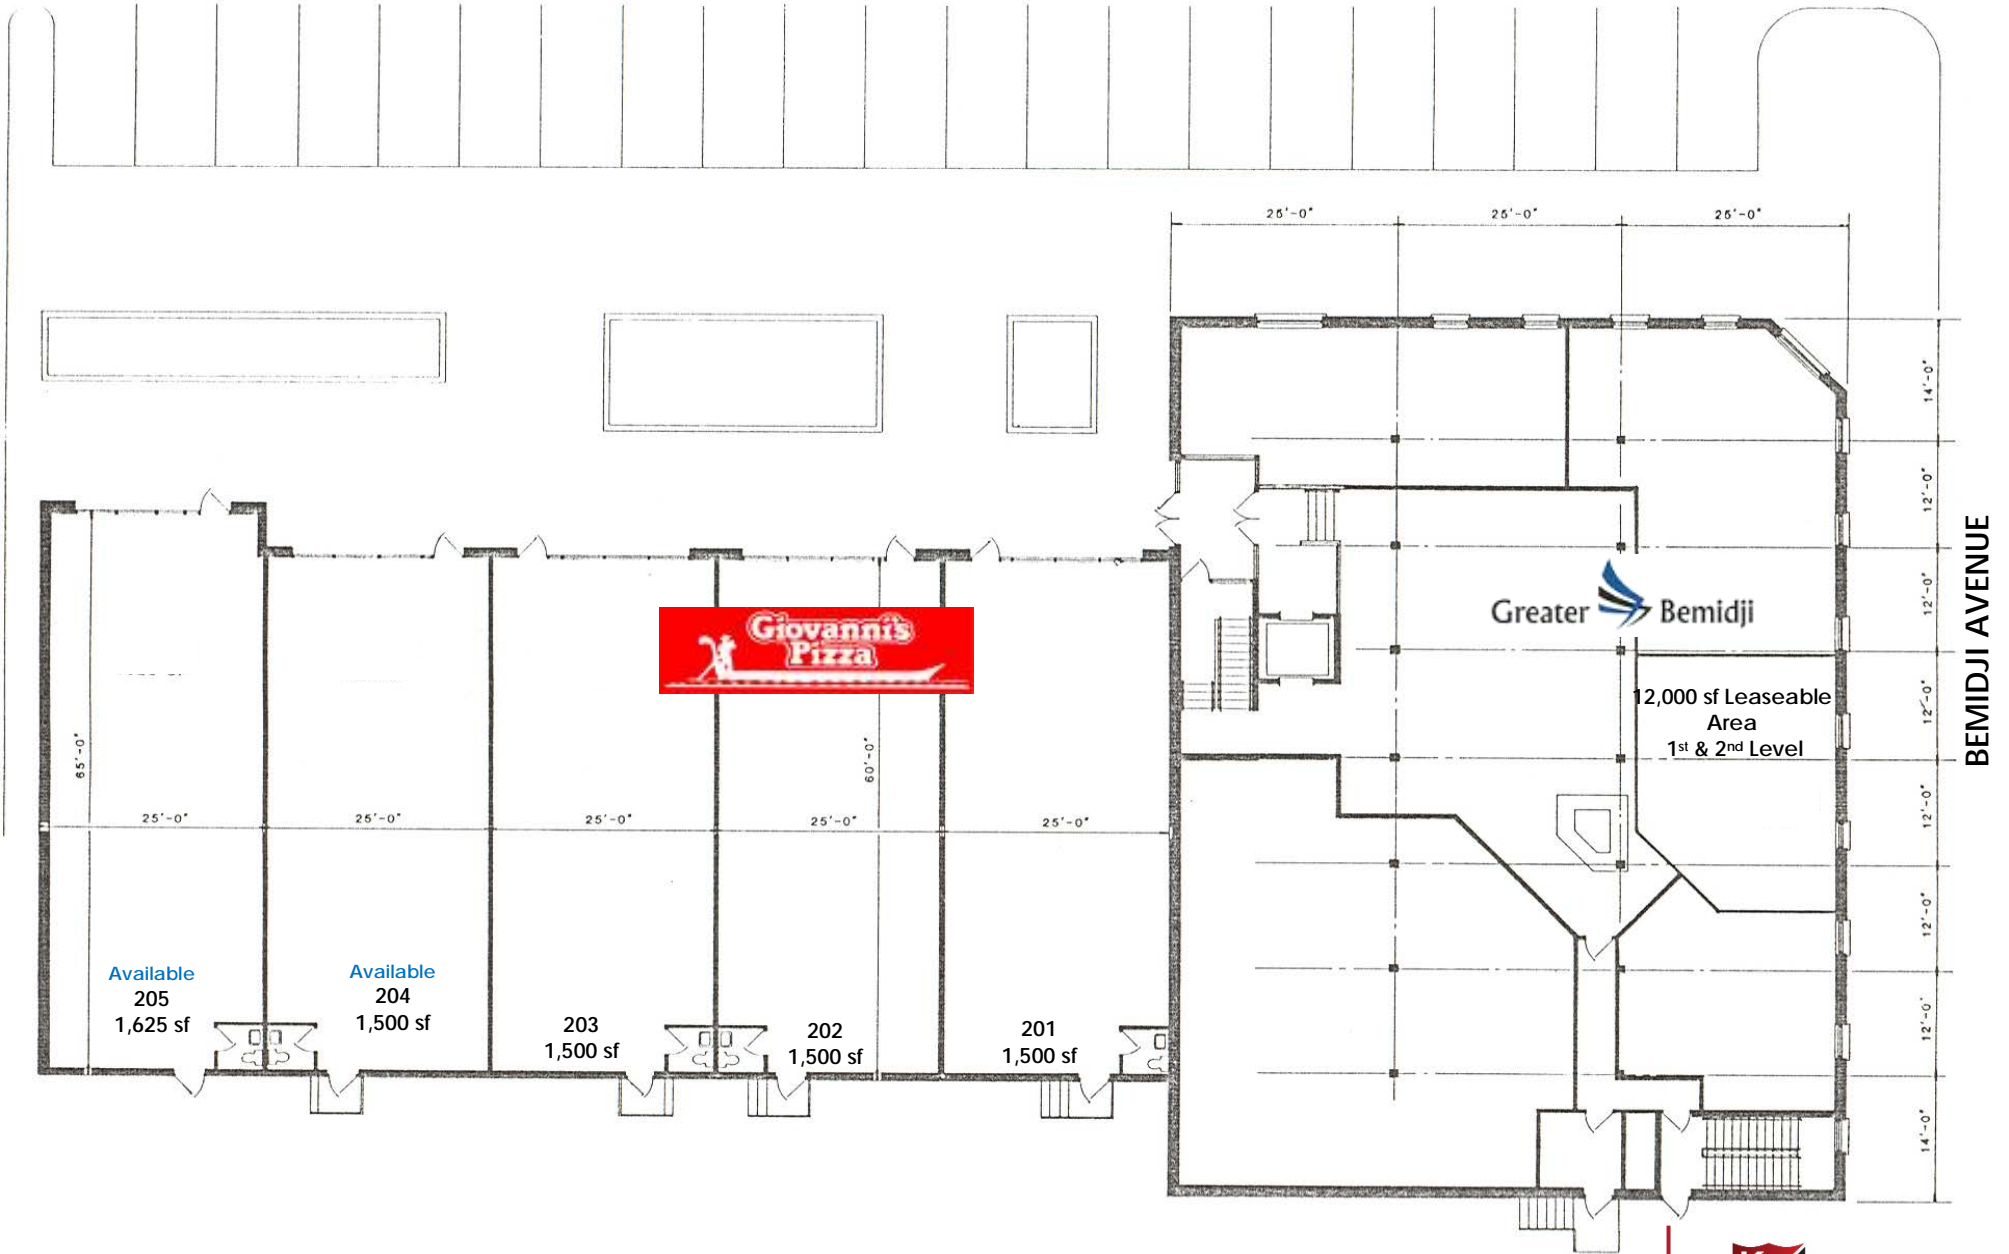 25'-0"
25'-0"
25'-0"
14'-0"
12'-0"
12'-0"
12'-0"
12'-0"
12'-0"
12'-0"
14'-0"
BEMIDJI AVENUE
Greater Bemidji
Giovanni's
Pizza
12,000 sf Leaseable
Area
1st & 2nd Level
65'-0"
60'-0"
25'-0"
25'-0"
25'-0"
25'-0"
25'-0"
Available
205
1,625 sf
Available
204
1,500 sf
203
1,500 sf
202
1,500 sf
201
1,500 sf